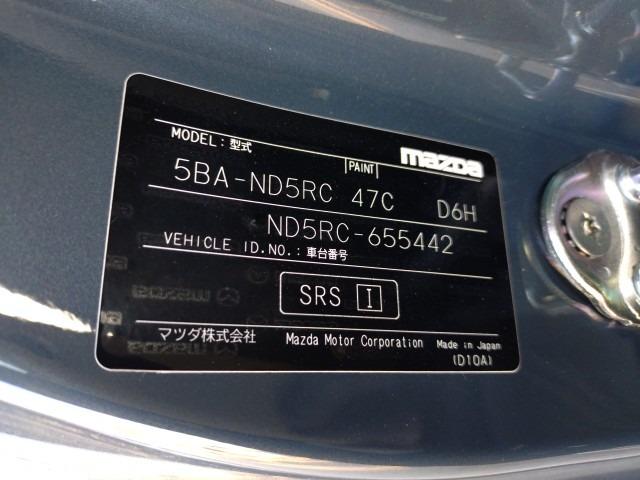 mazda
MODEL : 型式
PAINT
5BA-ND5RC 47C D6H
ND5RC-655442
VEHICLE ID.NO.: 車台番号
SRS I
マツダ株式会社 Mazda Motor Corporation Made in Japan
(D10A)